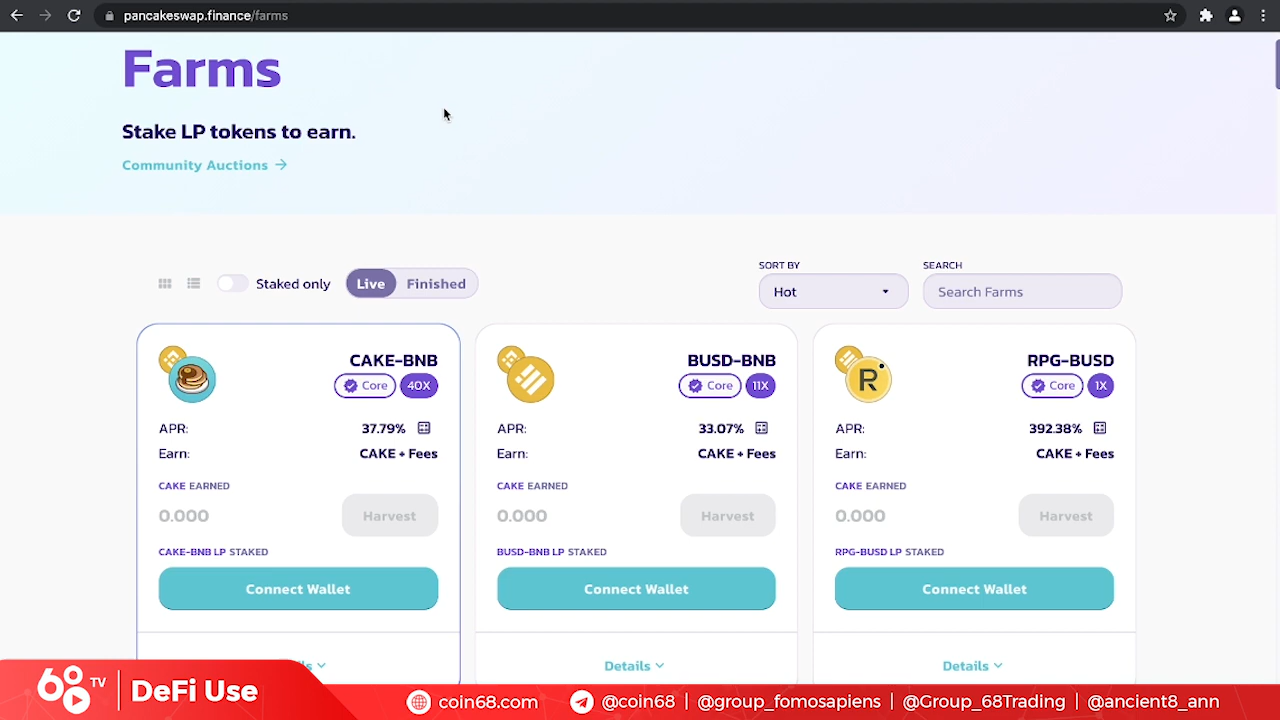 pancakeswap.finance/farms
Farms
Stake LP tokens to earn.
Community Auctions →
Staked only
Live
Finished
SORT BY
Hot
SEARCH
Search Farms
CAKE-BNB
Core
40X
APR:
37.79%
Earn:
CAKE + Fees
CAKE EARNED
0.000
Harvest
CAKE-BNB LP STAKED
Connect Wallet
BUSD-BNB
Core
11X
APR:
33.07%
Earn:
CAKE + Fees
CAKE EARNED
0.000
Harvest
BUSD-BNB LP STAKED
Connect Wallet
Details
RPG-BUSD
R
Core
1X
APR:
392.38%
Earn:
CAKE + Fees
CAKE EARNED
0.000
Harvest
RPG-BUSD LP STAKED
Connect Wallet
Details
68 TV | DeFi Use
coin68.com
@coin68 | @group_fomosapiens | @Group_68Trading | @ancient8_ann